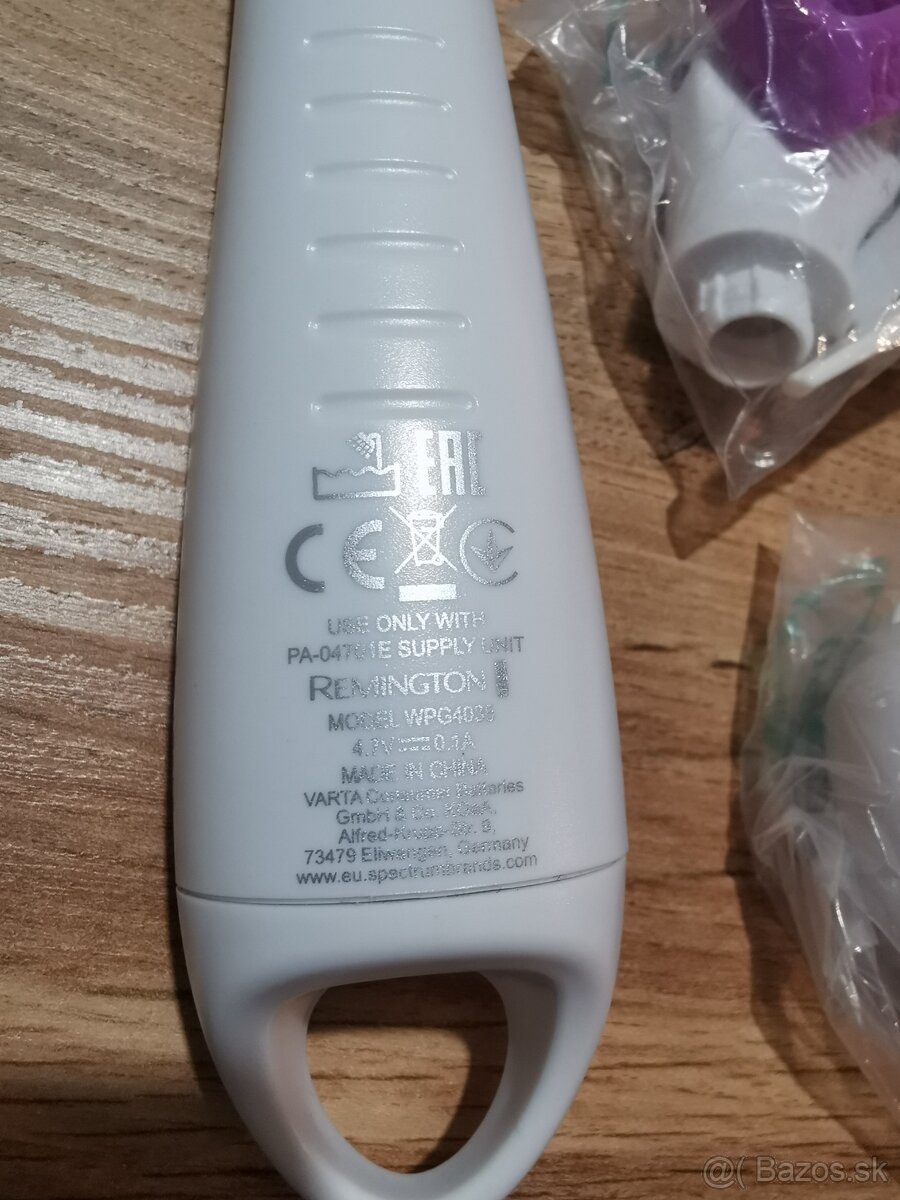 EAC
CE
USE ONLY WITH
PA-04701E SUPPLY UNIT
REMINGTON
MODEL WPG4035
4.7V 0.1A
MADE IN CHINA
VARTA Consumer Batteries
GmbH & Co. KGaA,
Alfred-Krupp-Str. 9,
73479 Ellwangen, Germany
www.eu.spectrumbrands.com
@( Bazos.sk